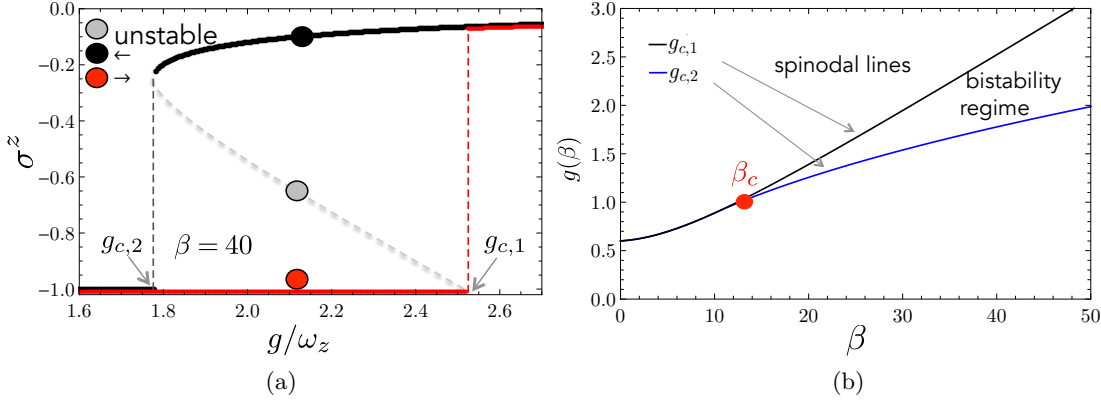 unstable
←
→
σ^z
0.0
−0.2
−0.4
−0.6
−0.8
−1.0
g_{c,2}
β = 40
g_{c,1}
1.6 1.8 2.0 2.2 2.4 2.6
g/ω_z
(a)
g_{c,1}
g_{c,2}
spinodal lines
bistability
regime
β_c
g(β)
3.0
2.5
2.0
1.5
1.0
0.5
0.0
0 10 20 30 40 50
β
(b)